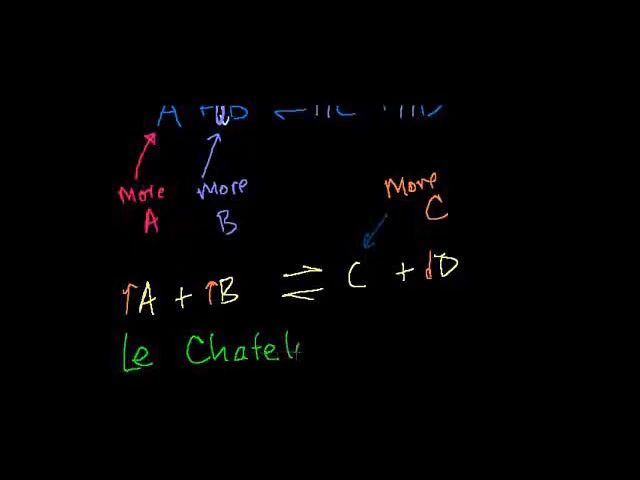 More More
A B
More
C
↑A + ↑B ⇌ C + ↓D
Le Chatel